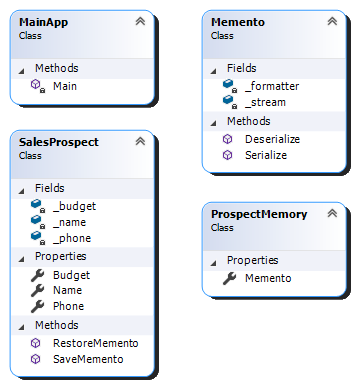 MainApp
Class
Methods
Main
SalesProspect
Class
Fields
_budget
_name
_phone
Properties
Budget
Name
Phone
Methods
RestoreMemento
SaveMemento
Memento
Class
Fields
_formatter
_stream
Methods
Deserialize
Serialize
ProspectMemory
Class
Properties
Memento